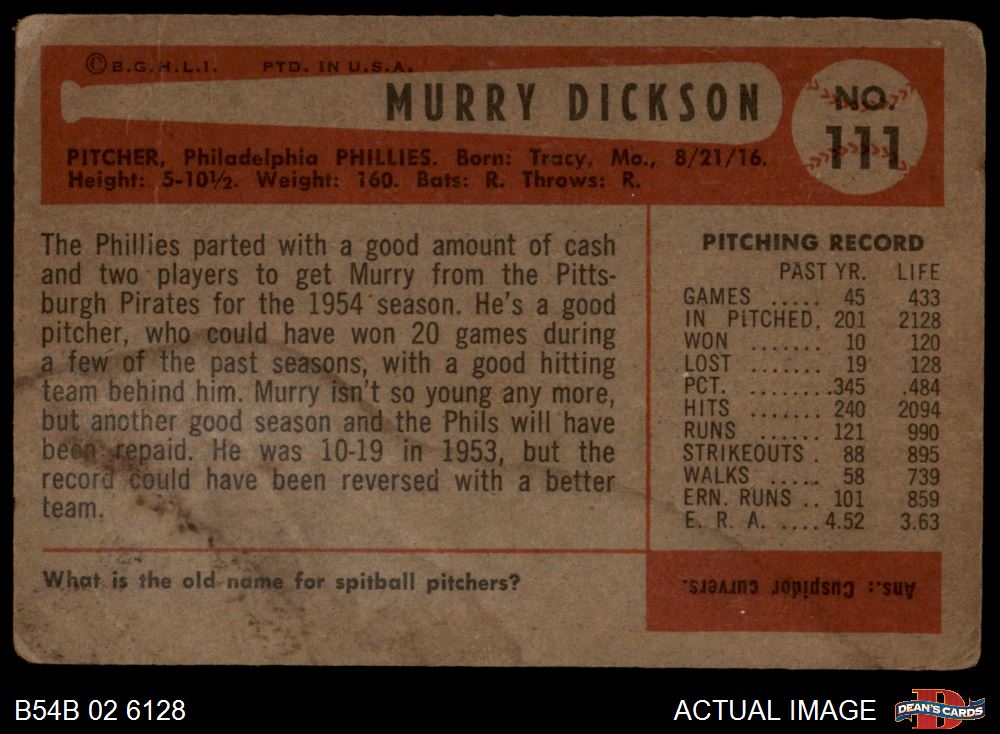 © B.G.H.L.I. PTD. IN U.S.A.
MURRY DICKSON
NO.
111
PITCHER, Philadelphia PHILLIES. Born: Tracy, Mo., 8/21/16.
Height: 5-10½. Weight: 160. Bats: R. Throws: R.
The Phillies parted with a good amount of cash
and two players to get Murry from the Pitts-
burgh Pirates for the 1954 season. He's a good
pitcher, who could have won 20 games during
a few of the past seasons, with a good hitting
team behind him. Murry isn't so young any more,
but another good season and the Phils will have
been repaid. He was 10-19 in 1953, but the
record could have been reversed with a better
team.
What is the old name for spitball pitchers?
PITCHING RECORD
PAST YR. LIFE
GAMES ..... 45 433
IN PITCHED, 201 2128
WON ....... 10 120
LOST ....... 19 128
PCT. ....... .345 .484
HITS ....... 240 2094
RUNS ...... 121 990
STRIKEOUTS . 88 895
WALKS ..... 58 739
ERN. RUNS .. 101 859
E. R. A. .... 4.52 3.63
Ans.: Cuspidor curvers.
B54B 02 6128
ACTUAL IMAGE
DEAN'S CARDS